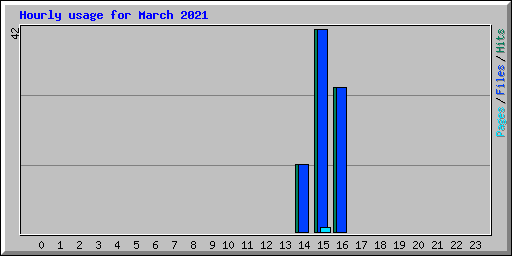 Hourly usage for March 2021
42
Pages/Files/Hits
0 1 2 3 4 5 6 7 8 9 10 11 12 13 14 15 16 17 18 19 20 21 22 23